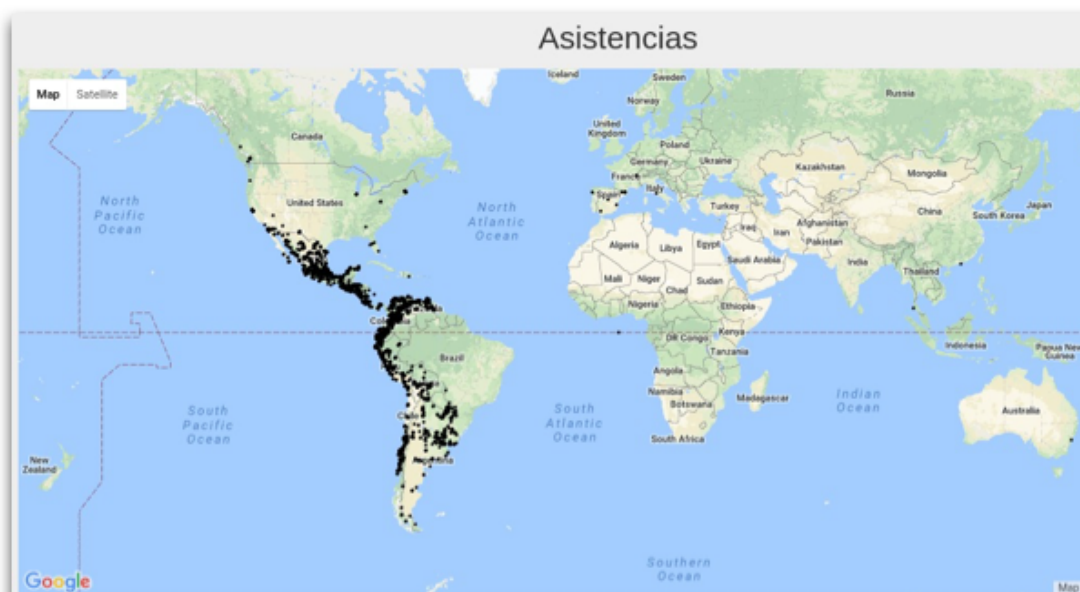 Asistencias
Map Satellite
Iceland
Sweden
Norway
Russia
Canada
United
Kingdom
Poland
Germany
Ukraine
Kazakhstan
Mongolia
France
Spain
Italy
North
Pacific
Ocean
United States
North
Atlantic
Ocean
Turkey
China
South Korea
Japan
Iraq
Iran
Afghanistan
Pakistan
Algeria
Libya
Egypt
Saudi Arabia
India
Thailand
Mali
Niger
Chad
Sudan
Nigeria
Ethiopia
DR Congo
Kenya
Tanzania
Indonesia
Papua New
Guinea
Brazil
Angola
Namibia
Botswana
Madagascar
Indian
Ocean
South
Pacific
Ocean
South
Atlantic
Ocean
Chile
Australia
South Africa
New
Zealand
Argentina
Southern
Ocean
Google
Map